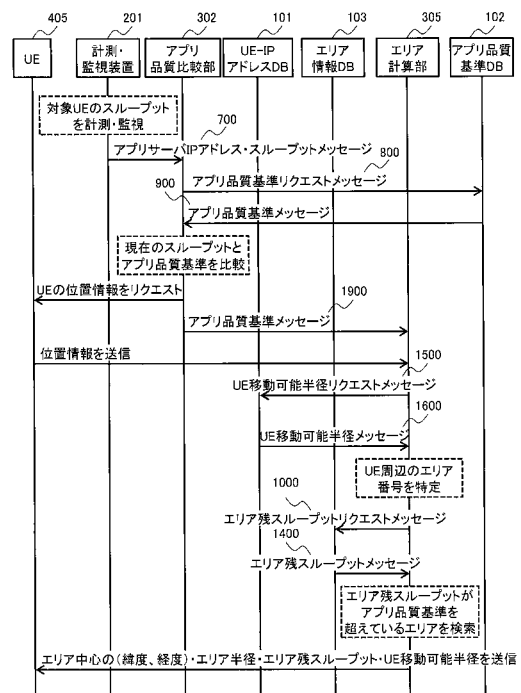 405
201
302
101
103
305
102
UE
計測・
監視装置
アプリ
品質比較部
UE-IP
アドレスDB
エリア
情報DB
エリア
計算部
アプリ品質
基準DB
対象UEのスループット
を計測・監視
700
アプリサーバIPアドレス・スループットメッセージ
800
アプリ品質基準リクエストメッセージ
900
アプリ品質基準メッセージ
現在のスループットと
アプリ品質基準を比較
UEの位置情報をリクエスト
1900
アプリ品質基準メッセージ
位置情報を送信
1500
UE移動可能半径リクエストメッセージ
1600
UE移動可能半径メッセージ
UE周辺のエリア
番号を特定
1000
エリア残スループットリクエストメッセージ
1400
エリア残スループットメッセージ
エリア残スループットが
アプリ品質基準を
超えているエリアを検索
エリア中心の(緯度、経度)・エリア半径・エリア残スループット・UE移動可能半径を送信